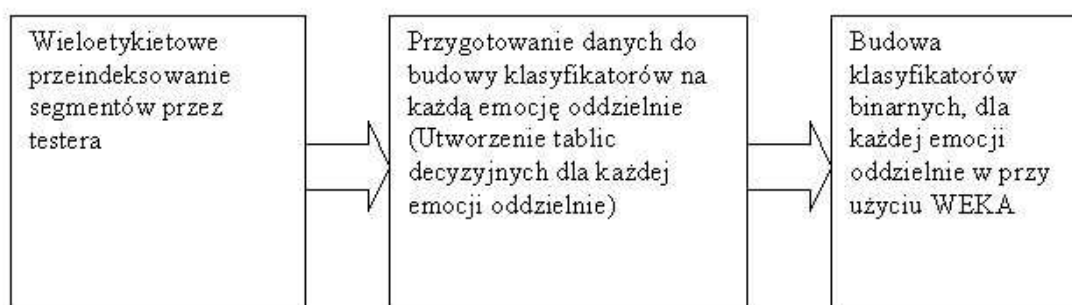 Wieloetykietowe
przeindeksowanie
segmentów przez
testera
Przygotowanie danych do
budowy klasyfikatorów na
każdą emocję oddzielnie
(Utworzenie tablic
decyzyjnych dla każdej
emocji oddzielnie)
Budowa
klasyfikatorów
binarnych, dla
każdej emocji
oddzielnie w przy
użyciu WEKA